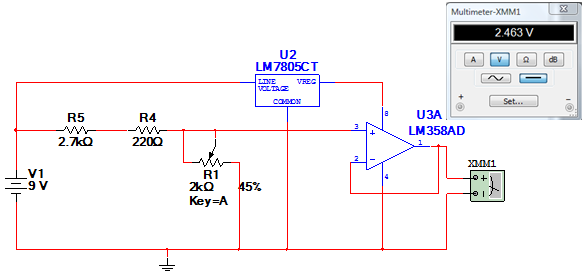 Multimeter-XMM1
2.463 V
A
V
Ω
dB
+
Set...
-
U2
LM7805CT
LINE VREG
VOLTAGE
COMMON
R5
2.7kΩ
R4
220Ω
R1
2kΩ
Key=A
45%
8
3
+
U3A
LM358AD
1
2
-
4
XMM1
+
-
V1
9 V